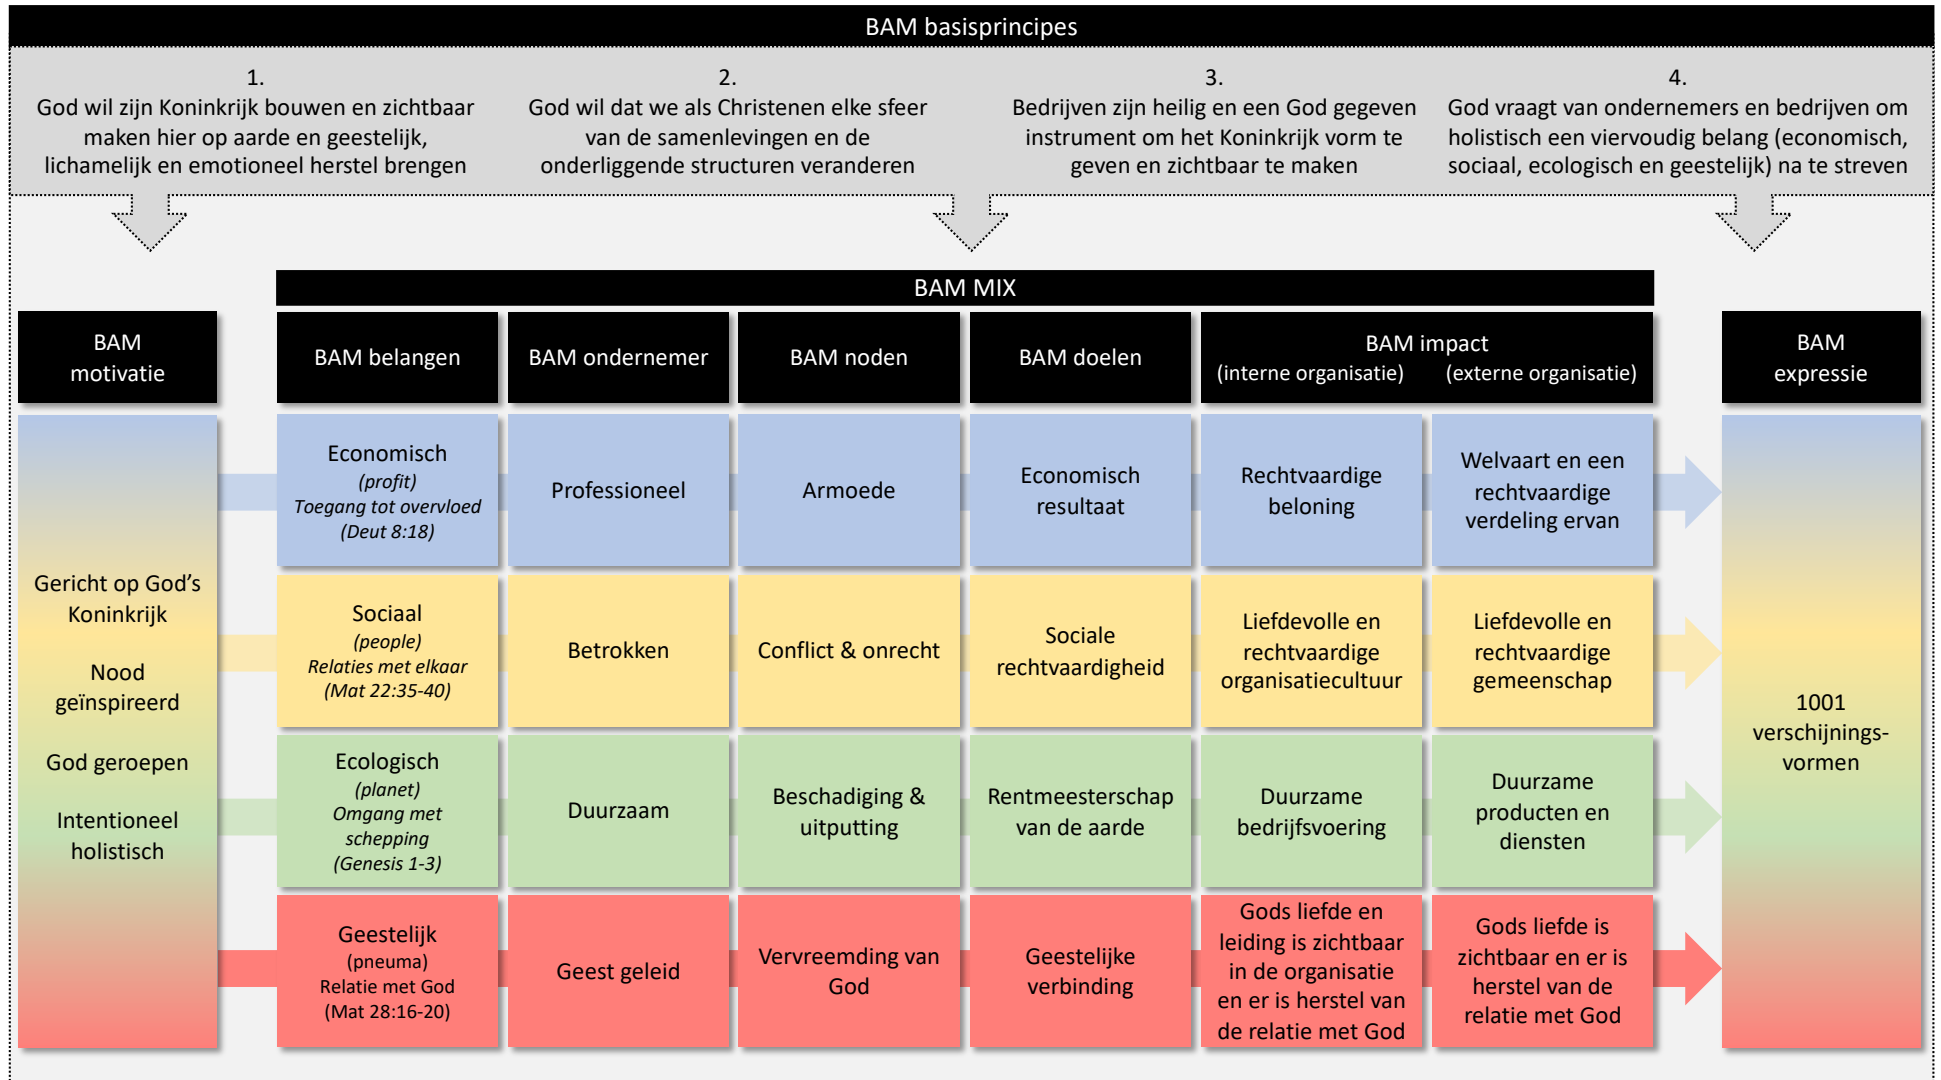 BAM basisprincipes
1.
God wil zijn Koninkrijk bouwen en zichtbaar
maken hier op aarde en geestelijk,
lichamelijk en emotioneel herstel brengen
2.
God wil dat we als Christenen elke sfeer
van de samenlevingen en de
onderliggende structuren veranderen
3.
Bedrijven zijn heilig en een God gegeven
instrument om het Koninkrijk vorm te
geven en zichtbaar te maken
4.
God vraagt van ondernemers en bedrijven om
holistisch een viervoudig belang (economisch,
sociaal, ecologisch en geestelijk) na te streven
BAM MIX
BAM
motivatie
BAM belangen
BAM ondernemer
BAM noden
BAM doelen
BAM impact
(interne organisatie)
(externe organisatie)
BAM
expressie
Gericht op God's
Koninkrijk
Nood
geïnspireerd
God geroepen
Intentioneel
holistisch
Economisch
(profit)
Toegang tot overvloed
(Deut 8:18)
Professioneel
Armoede
Economisch
resultaat
Rechtvaardige
beloning
Welvaart en een
rechtvaardige
verdeling ervan
Sociaal
(people)
Relaties met elkaar
(Mat 22:35-40)
Betrokken
Conflict & onrecht
Sociale
rechtvaardigheid
Liefdevolle en
rechtvaardige
organisatiecultuur
Liefdevolle en
rechtvaardige
gemeenschap
Ecologisch
(planet)
Omgang met
schepping
(Genesis 1-3)
Duurzaam
Beschadiging &
uitputting
Rentmeesterschap
van de aarde
Duurzame
bedrijfsvoering
Duurzame
producten en
diensten
Geestelijk
(pneuma)
Relatie met God
(Mat 28:16-20)
Geest geleid
Vervreemding van
God
Geestelijke
verbinding
Gods liefde en
leiding is zichtbaar
in de organisatie
en er is herstel van
de relatie met God
Gods liefde is
zichtbaar en er is
herstel van de
relatie met God
1001
verschijnings-
vormen